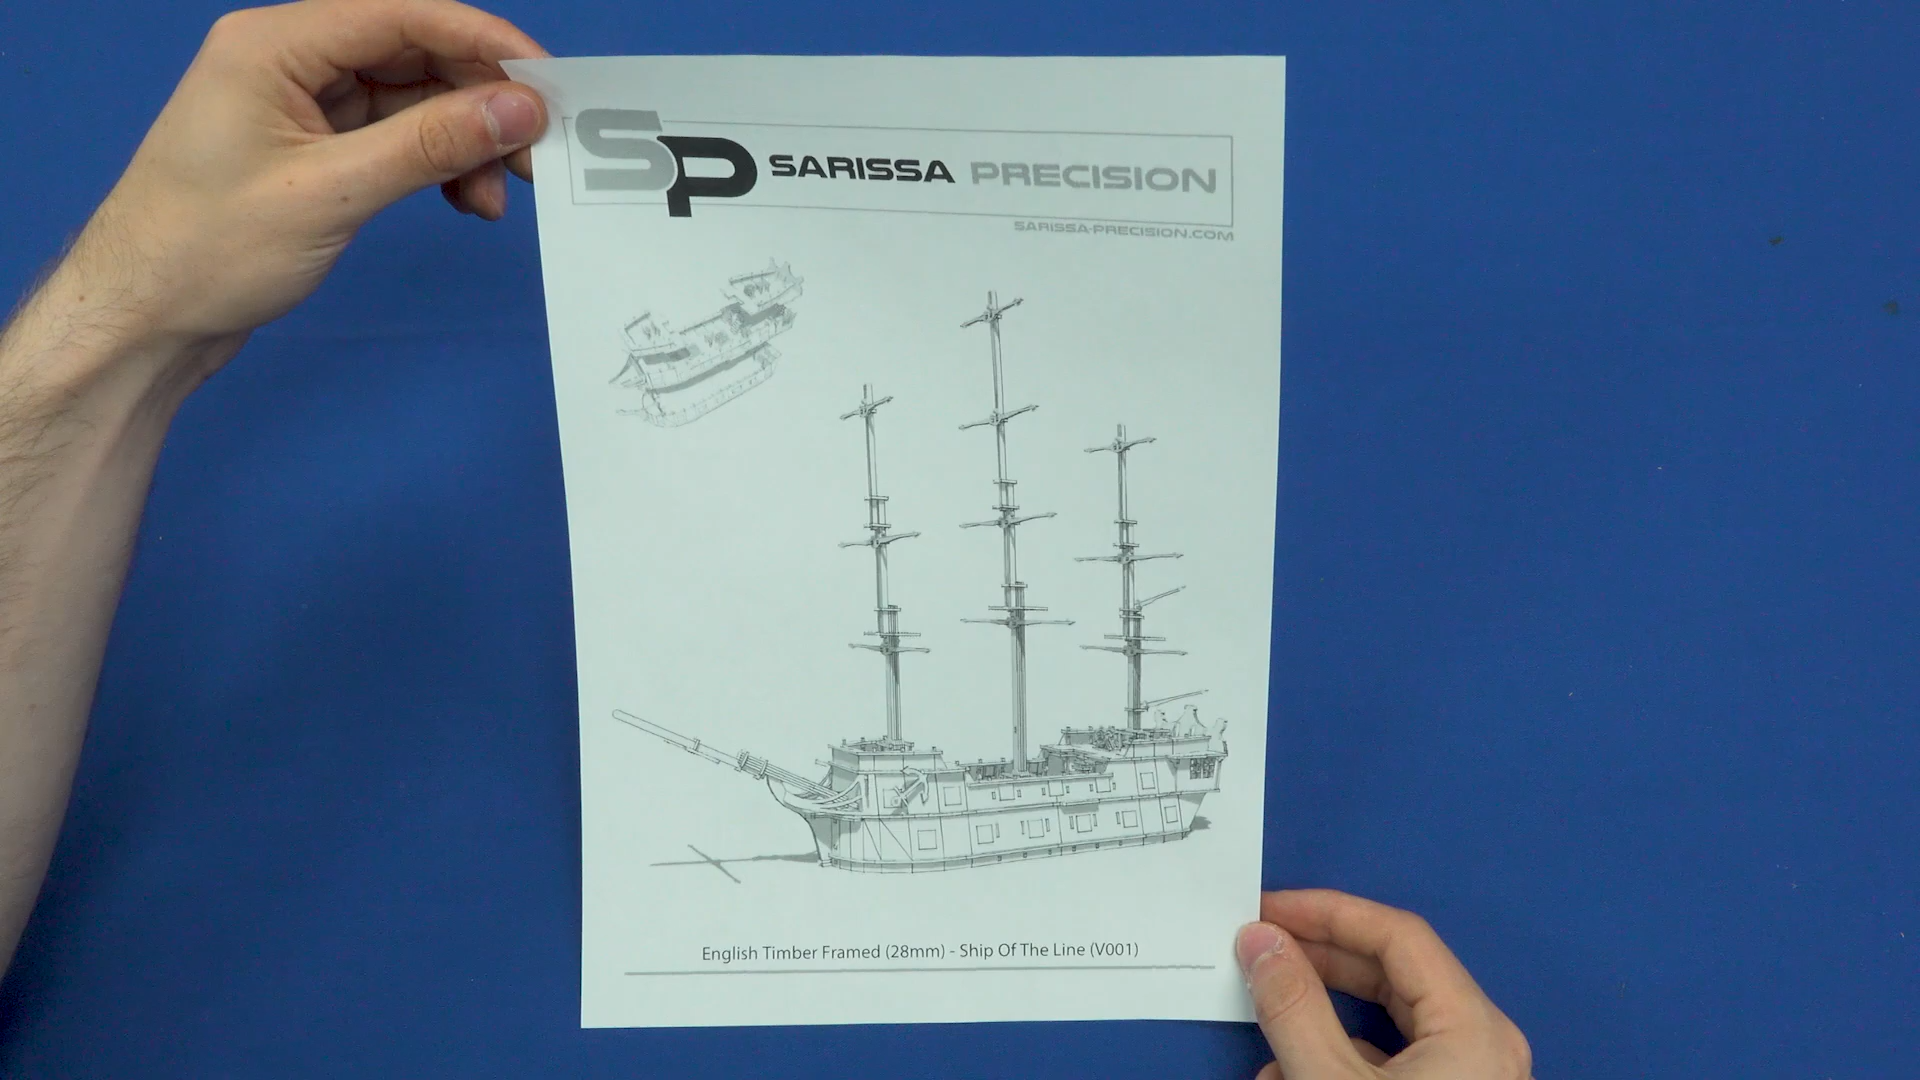 SP SARISSA PRECISION
SARISSA-PRECISION.COM
English Timber Framed (28mm) - Ship Of The Line (V001)